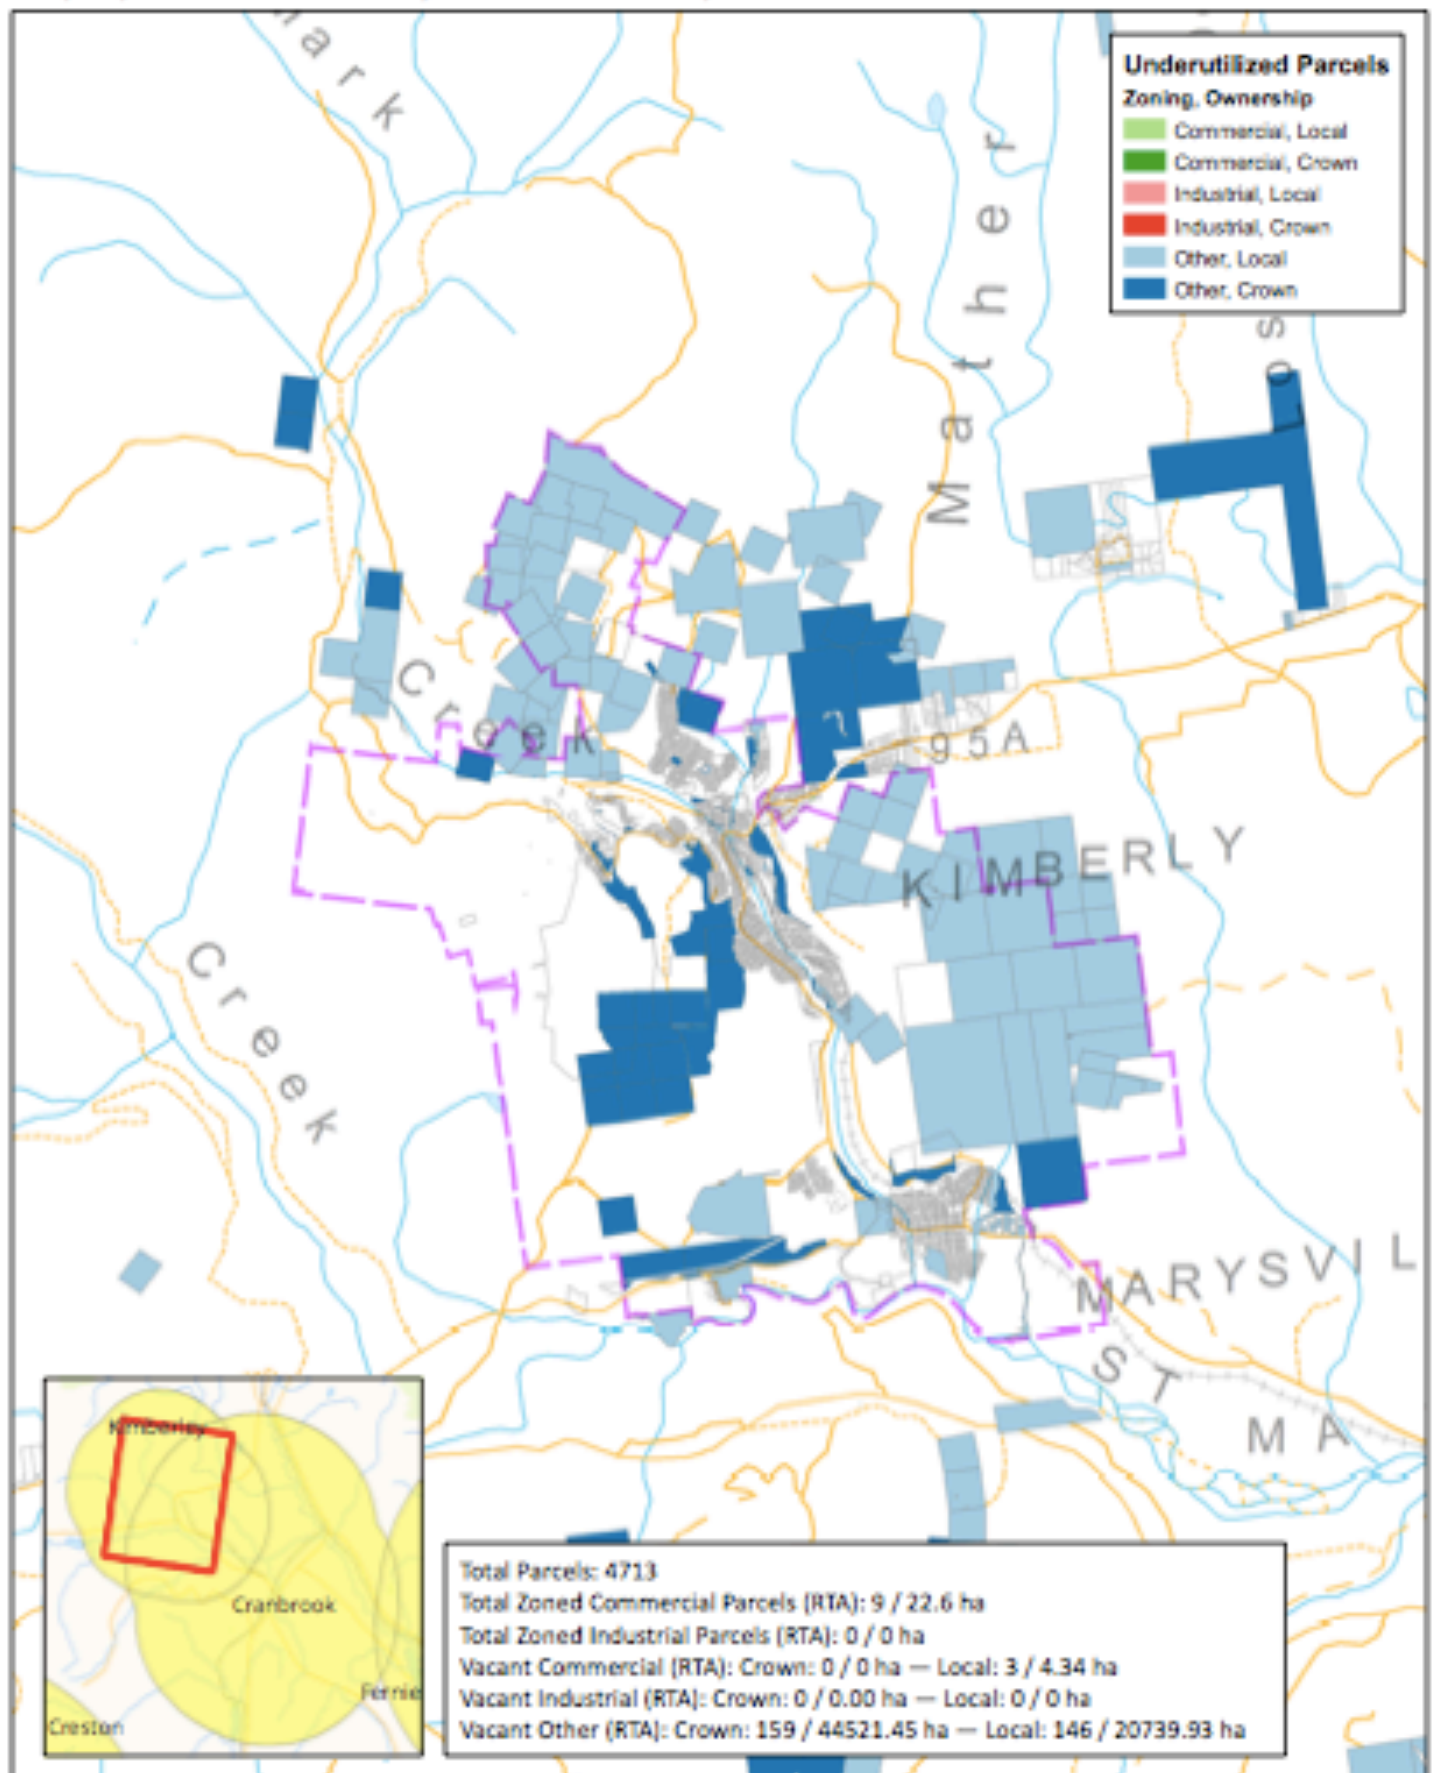 Mark
Creek
Mather
Underutilized Parcels
Zoning, Ownership
Commercial, Local
Commercial, Crown
Industrial, Local
Industrial, Crown
Other, Local
Other, Crown
95A
KIMBERLY
Creek
MARYSVIL
ST MA
Kimberley
Cranbrook
Fernie
Creston
Total Parcels: 4713
Total Zoned Commercial Parcels (RTA): 9 / 22.6 ha
Total Zoned Industrial Parcels (RTA): 0 / 0 ha
Vacant Commercial (RTA): Crown: 0 / 0 ha — Local: 3 / 4.34 ha
Vacant Industrial (RTA): Crown: 0 / 0.00 ha — Local: 0 / 0 ha
Vacant Other (RTA): Crown: 159 / 44521.45 ha — Local: 146 / 20739.93 ha